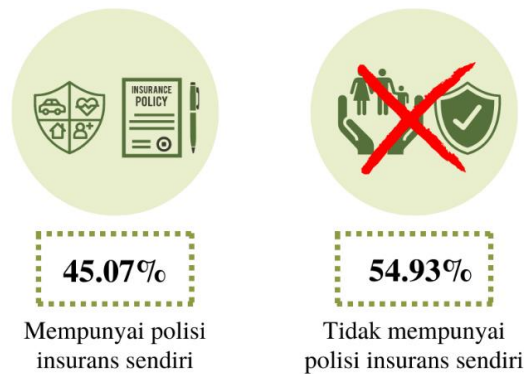 INSURANCE
POLICY
45.07%
54.93%
Mempunyai polisi
insurans sendiri
Tidak mempunyai
polisi insurans sendiri